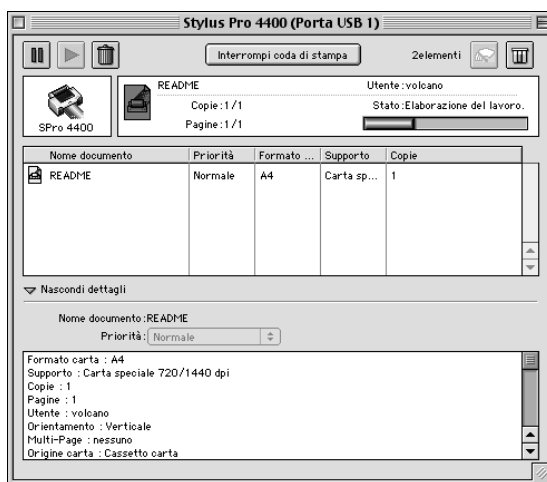 Stylus Pro 4400 (Porta USB 1)
Interrompi coda di stampa
2elementi
README
Utente:volcano
Copie:1/1
Stato:Elaborazione del lavoro.
SPro 4400
Pagine:1/1
Nome documento Priorità Formato ... Supporto Copie
README Normale A4 Carta sp... 1
Nascondi dettagli
Nome documento:README
Priorità: Normale
Formato carta : A4
Supporto : Carta speciale 720/1440 dpi
Copie : 1
Pagine : 1
Utente : volcano
Orientamento : Verticale
Multi-Page : nessuno
Origine carta : Cassetto carta